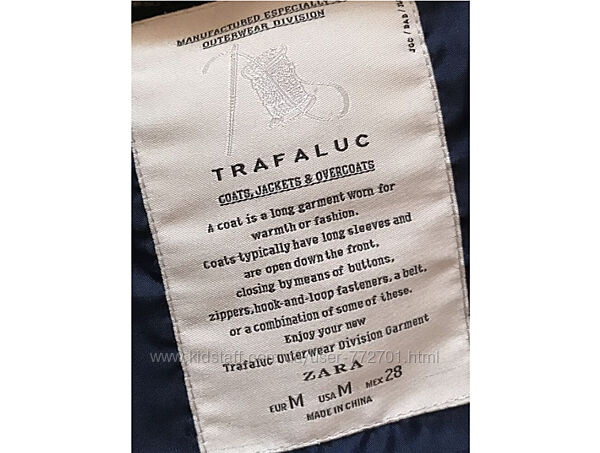 MANUFACTURED ESPECIALLY
OUTERWEAR DIVISION
TRAFALUC
COATS, JACKETS & OVERCOATS
A coat is a long garment worn for
warmth or fashion.
Coats typically have long sleeves and
are open down the front,
closing by means of buttons,
zippers, hook-and-loop fasteners, a belt,
or a combination of some of these.
Enjoy your new
Trafaluc Outerwear Division Garment
ZARA
EUR M USA M MEX 28
MADE IN CHINA